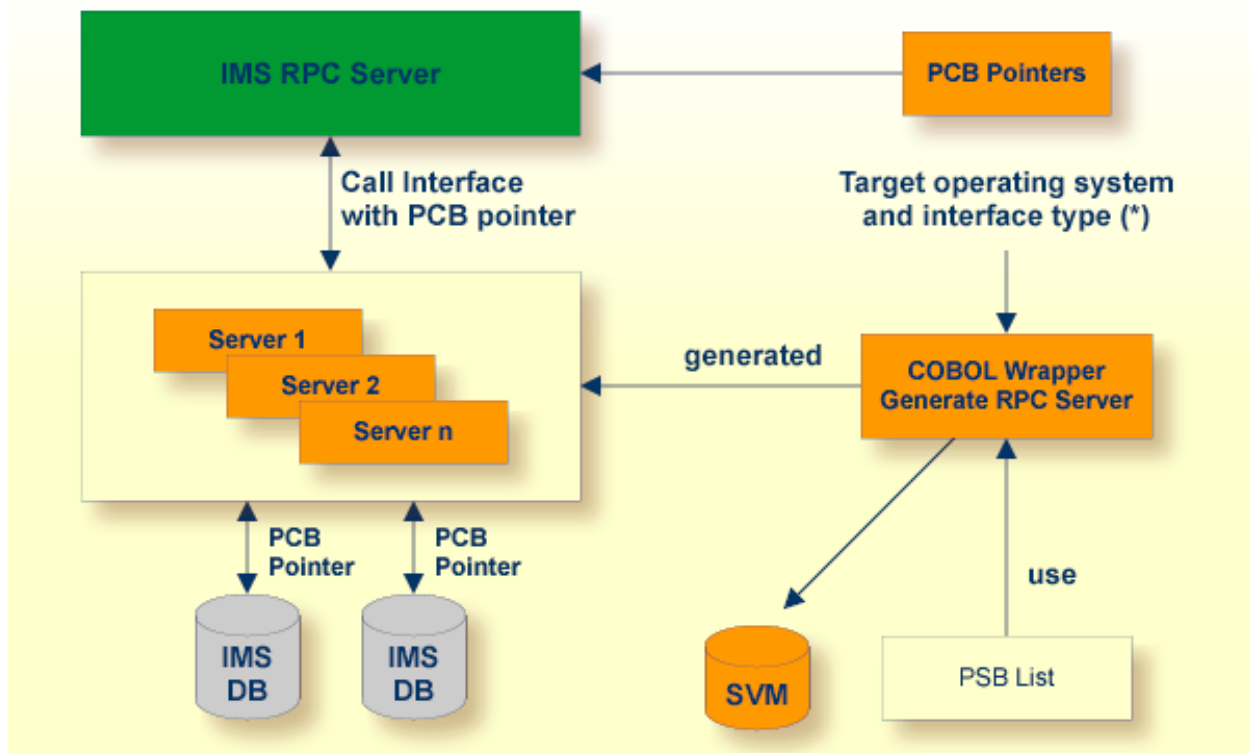 IMS RPC Server
PCB Pointers
Call Interface
with PCB pointer
Target operating system
and interface type (*)
Server 1
Server 2
Server n
generated
COBOL Wrapper
Generate RPC Server
PCB
Pointer
PCB
Pointer
use
IMS
DB
IMS
DB
SVM
PSB List